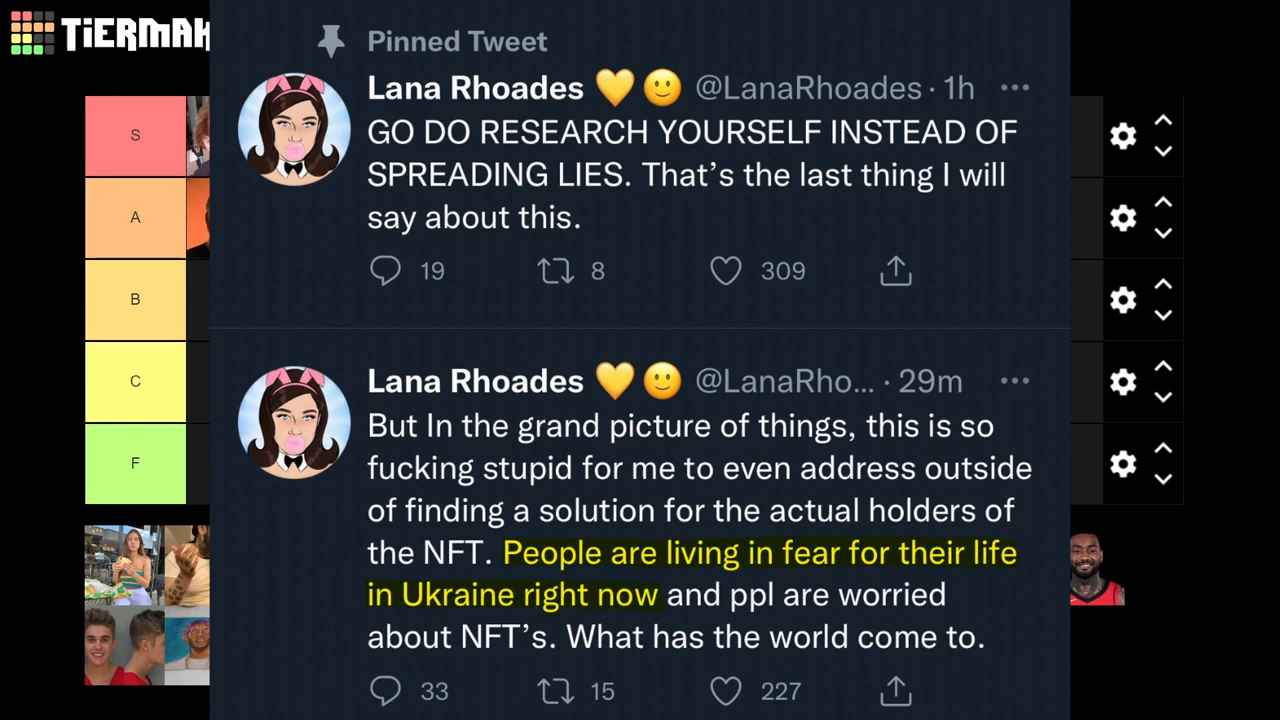 TiERMAK
Pinned Tweet
Lana Rhoades 💛 🙂 @LanaRhoades · 1h
GO DO RESEARCH YOURSELF INSTEAD OF
SPREADING LIES. That’s the last thing I will
say about this.
19 8 309
Lana Rhoades 💛 🙂 @LanaRho... · 29m
But In the grand picture of things, this is so
fucking stupid for me to even address outside
of finding a solution for the actual holders of
the NFT. People are living in fear for their life
in Ukraine right now and ppl are worried
about NFT’s. What has the world come to.
33 15 227
S
A
B
C
F